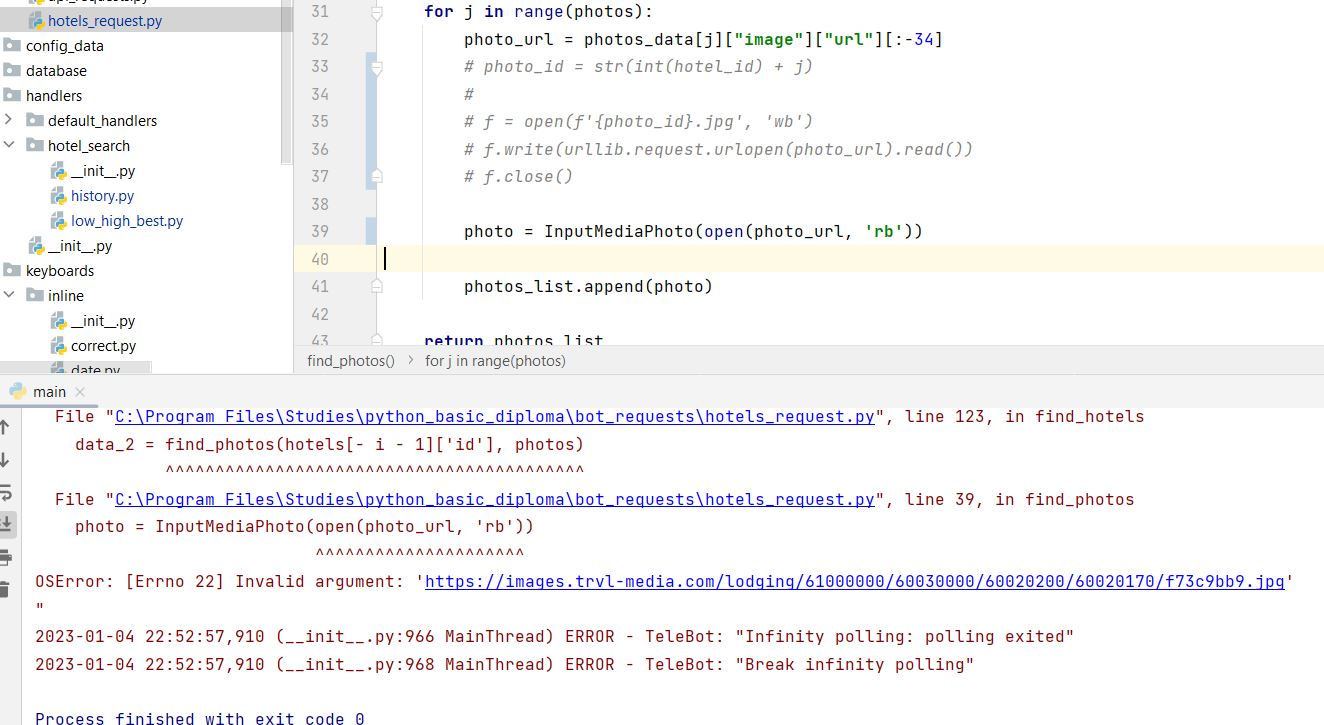 api_requests.py
hotels_request.py
config_data
database
handlers
default_handlers
hotel_search
__init__.py
history.py
low_high_best.py
__init__.py
keyboards
inline
__init__.py
correct.py
date.py
31 for j in range(photos):
32 photo_url = photos_data[j]["image"]["url"][:-34]
33 # photo_id = str(int(hotel_id) + j)
34 #
35 # f = open(f'{photo_id}.jpg', 'wb')
36 # f.write(urllib.request.urlopen(photo_url).read())
37 # f.close()
38
39 photo = InputMediaPhoto(open(photo_url, 'rb'))
40
41 photos_list.append(photo)
42
43 return photos_list
find_photos() > for j in range(photos)
main
File "C:\Program Files\Studies\python_basic_diploma\bot_requests\hotels_request.py", line 123, in find_hotels
data_2 = find_photos(hotels[- i - 1]['id'], photos)
^^^^^^^^^^^^^^^^^^^^^^^^^^^^^^^^^^^^^^^^^^
File "C:\Program Files\Studies\python_basic_diploma\bot_requests\hotels_request.py", line 39, in find_photos
photo = InputMediaPhoto(open(photo_url, 'rb'))
^^^^^^^^^^^^^^^^^^^^^
OSError: [Errno 22] Invalid argument: 'https://images.trvl-media.com/lodging/61000000/60030000/60020200/60020170/f73c9bb9.jpg'
"
2023-01-04 22:52:57,910 (__init__.py:966 MainThread) ERROR - TeleBot: "Infinity polling: polling exited"
2023-01-04 22:52:57,910 (__init__.py:968 MainThread) ERROR - TeleBot: "Break infinity polling"
Process finished with exit code 0